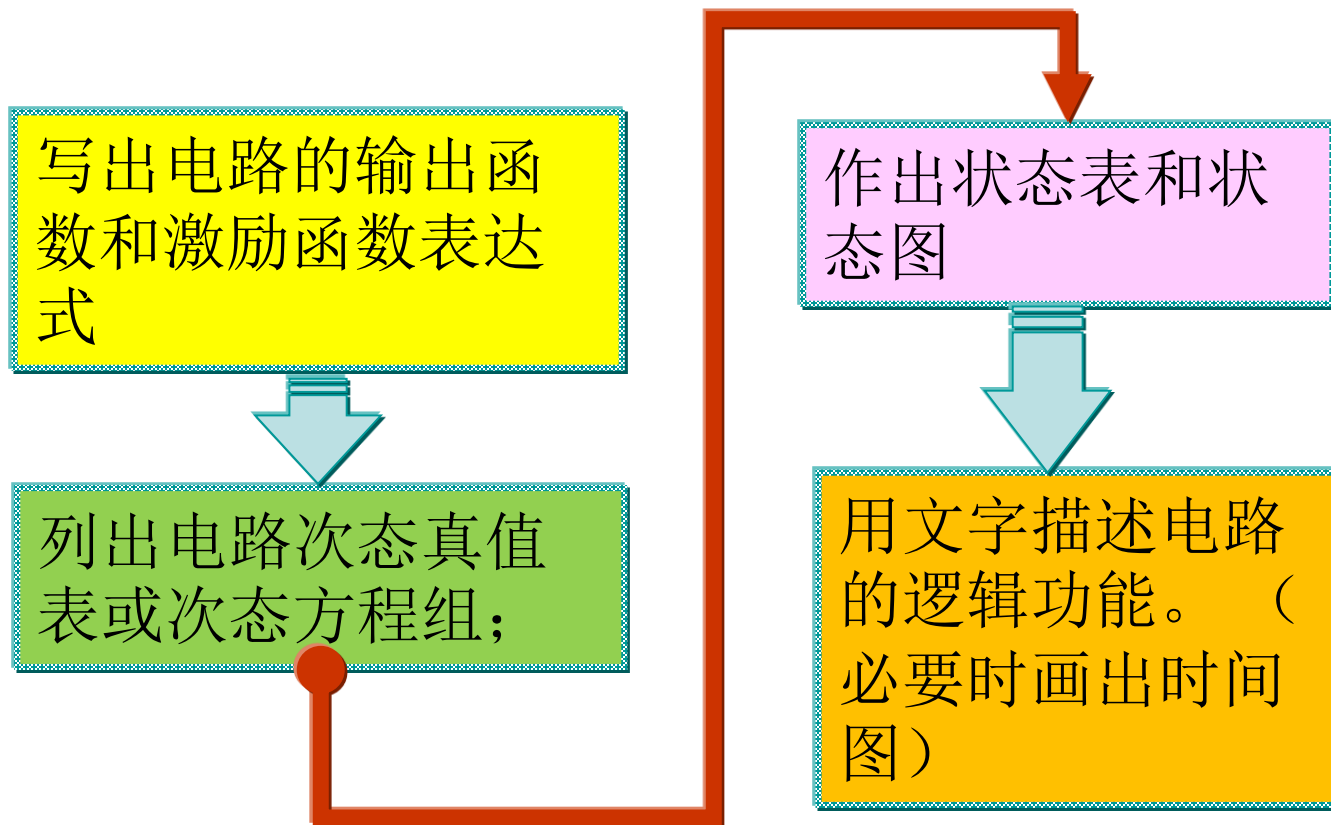 写出电路的输出函
数和激励函数表达
式
列出电路次态真值
表或次态方程组；
作出状态表和状
态图
用文字描述电路
的逻辑功能。 （
必要时画出时间
图）